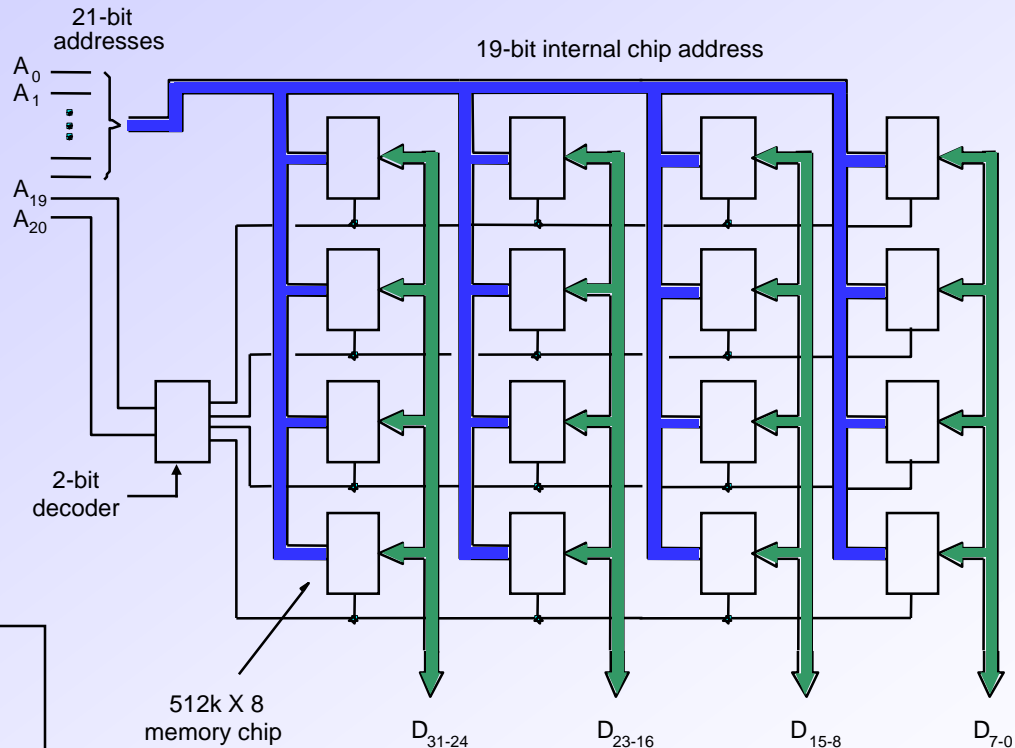 21-bit
addresses
19-bit internal chip address
A0
A1
A19
A20
2-bit
decoder
512k X 8
memory chip
D31-24
D23-16
D15-8
D7-0